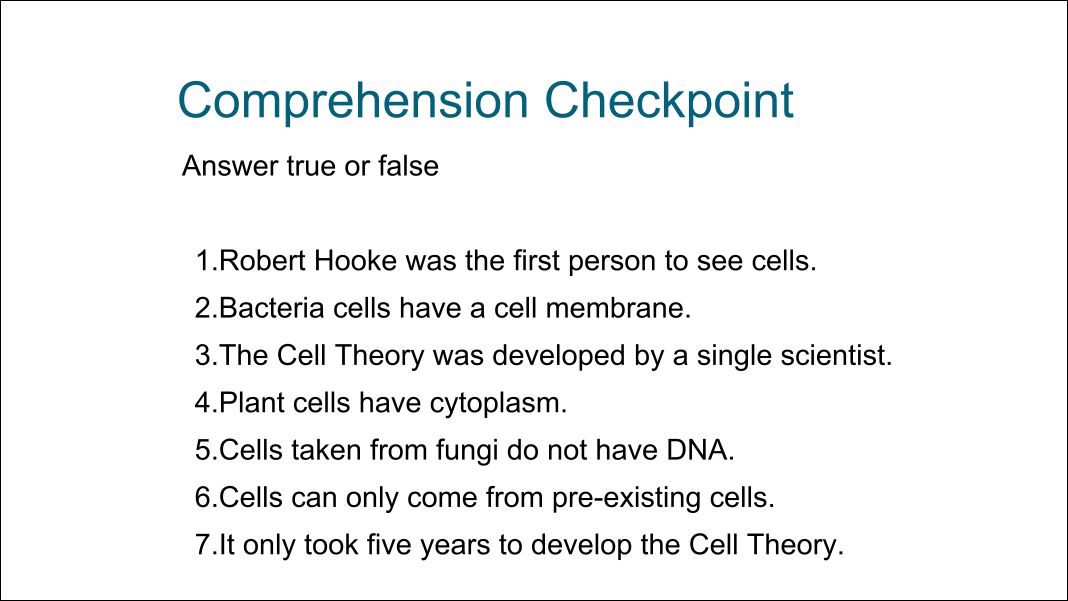 Comprehension Checkpoint
Answer true or false
1.Robert Hooke was the first person to see cells.
2.Bacteria cells have a cell membrane.
3.The Cell Theory was developed by a single scientist.
4.Plant cells have cytoplasm.
5.Cells taken from fungi do not have DNA.
6.Cells can only come from pre-existing cells.
7.It only took five years to develop the Cell Theory.